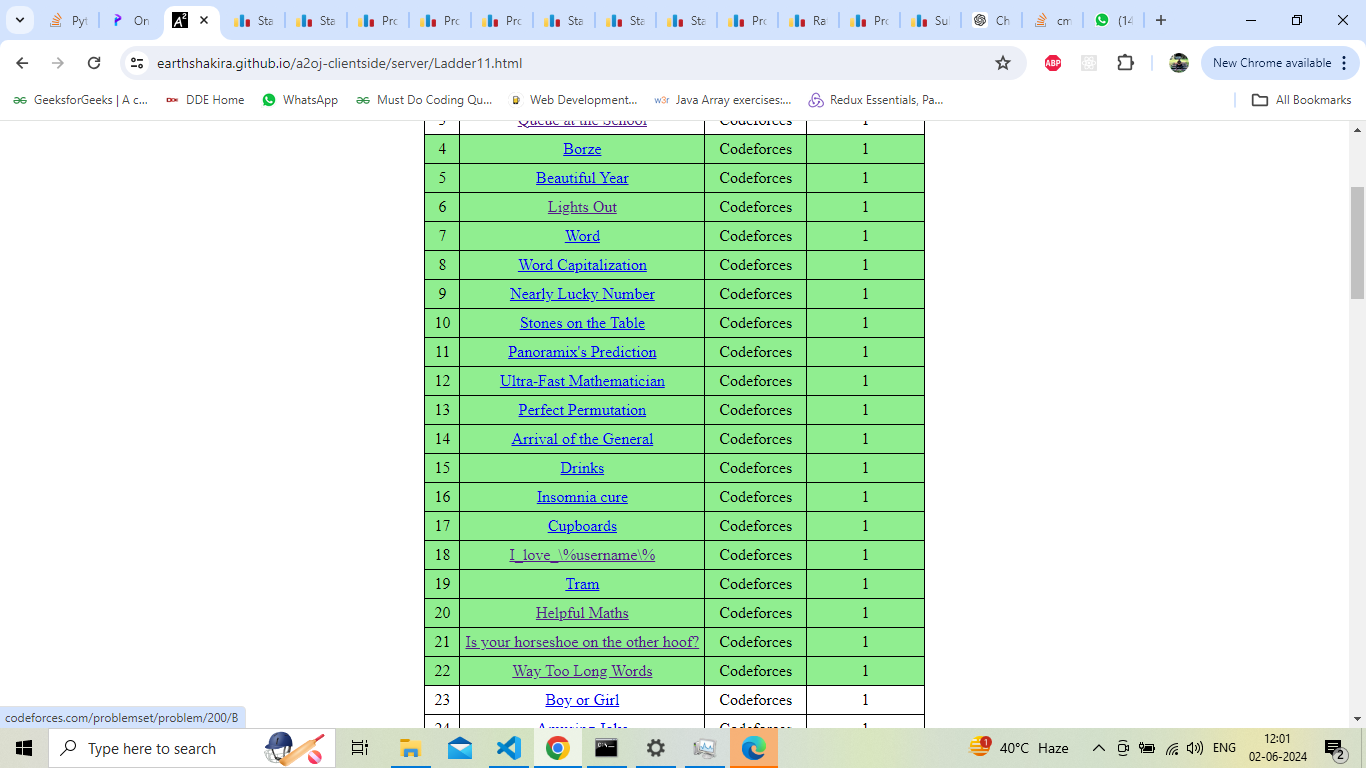 Pyt
On
Sta
Sta
Pro
Pro
Pro
Sta
Sta
Sta
Pro
Ra
Pro
Sul
Ch
cm
(14
earthshakira.github.io/a2oj-clientside/server/Ladder11.html
ABP
New Chrome available
GeeksforGeeks | A c...
DDE Home
WhatsApp
Must Do Coding Qu...
Web Development...
w3r Java Array exercises:...
Redux Essentials, Pa...
All Bookmarks
3 Queue at the School Codeforces 1
4 Borze Codeforces 1
5 Beautiful Year Codeforces 1
6 Lights Out Codeforces 1
7 Word Codeforces 1
8 Word Capitalization Codeforces 1
9 Nearly Lucky Number Codeforces 1
10 Stones on the Table Codeforces 1
11 Panoramix's Prediction Codeforces 1
12 Ultra-Fast Mathematician Codeforces 1
13 Perfect Permutation Codeforces 1
14 Arrival of the General Codeforces 1
15 Drinks Codeforces 1
16 Insomnia cure Codeforces 1
17 Cupboards Codeforces 1
18 I_love_\%username\% Codeforces 1
19 Tram Codeforces 1
20 Helpful Maths Codeforces 1
21 Is your horseshoe on the other hoof? Codeforces 1
22 Way Too Long Words Codeforces 1
23 Boy or Girl Codeforces 1
24 Amusing Joke Codeforces 1
codeforces.com/problemset/problem/200/B
Type here to search
1
40°C Haze
ENG
12:01
02-06-2024
2